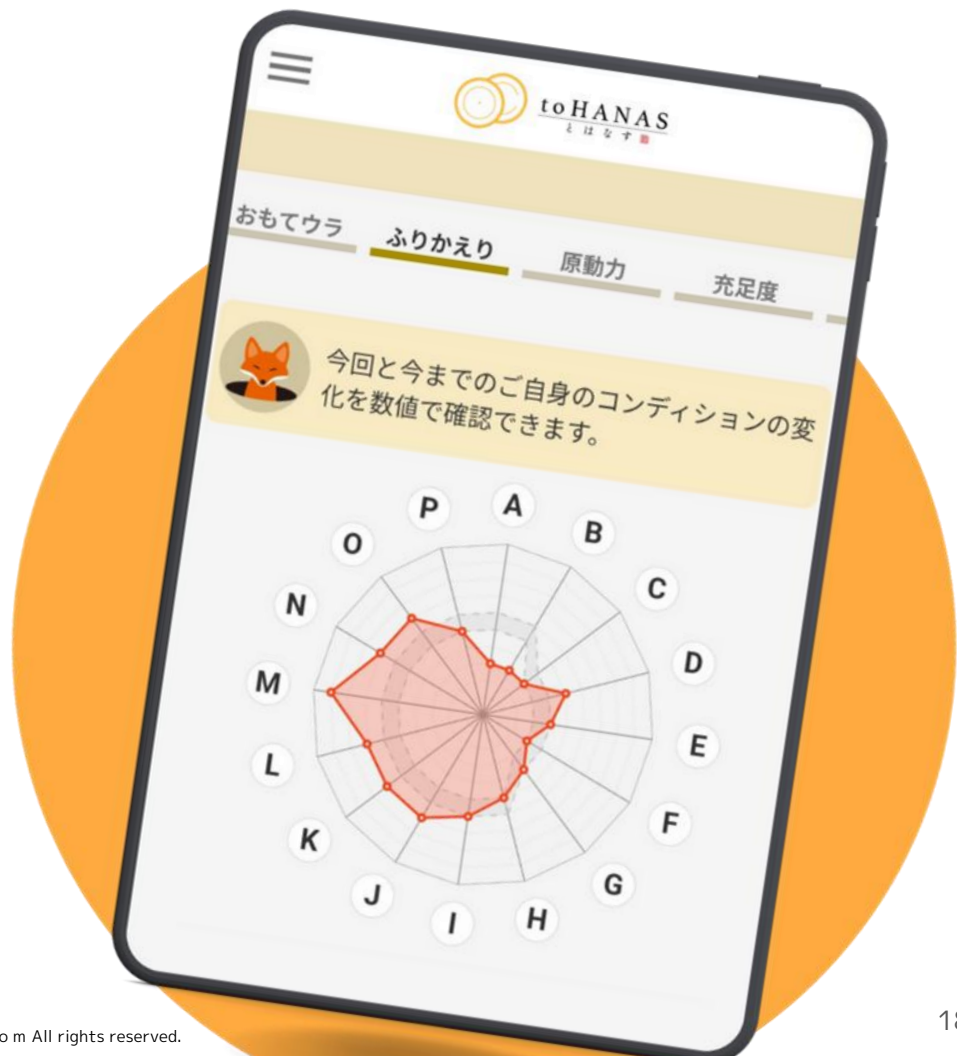 toHANAS
とはなす
おもてウラ ふりかえり 原動力 充足度
今回と今までのご自身のコンディションの変
化を数値で確認できます。
A
B
C
D
E
F
G
H
I
J
K
L
M
N
O
P
o m All rights reserved.